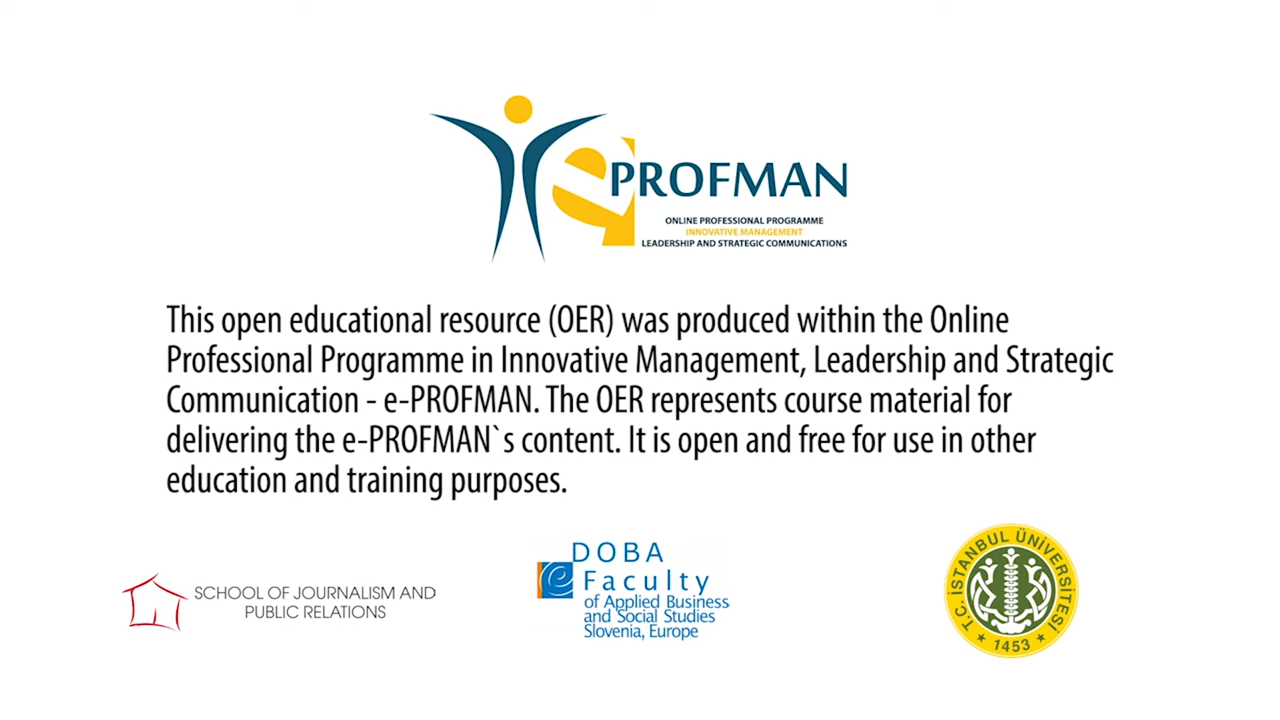 ePROFMAN
ONLINE PROFESSIONAL PROGRAMME
INNOVATIVE MANAGEMENT
LEADERSHIP AND STRATEGIC COMMUNICATIONS
This open educational resource (OER) was produced within the Online
Professional Programme in Innovative Management, Leadership and Strategic
Communication - e-PROFMAN. The OER represents course material for
delivering the e-PROFMAN`s content. It is open and free for use in other
education and training purposes.
SCHOOL OF JOURNALISM AND
PUBLIC RELATIONS
DOBA
Faculty
of Applied Business
and Social Studies
Slovenia, Europe
T.C. İSTANBUL ÜNİVERSİTESİ
1453